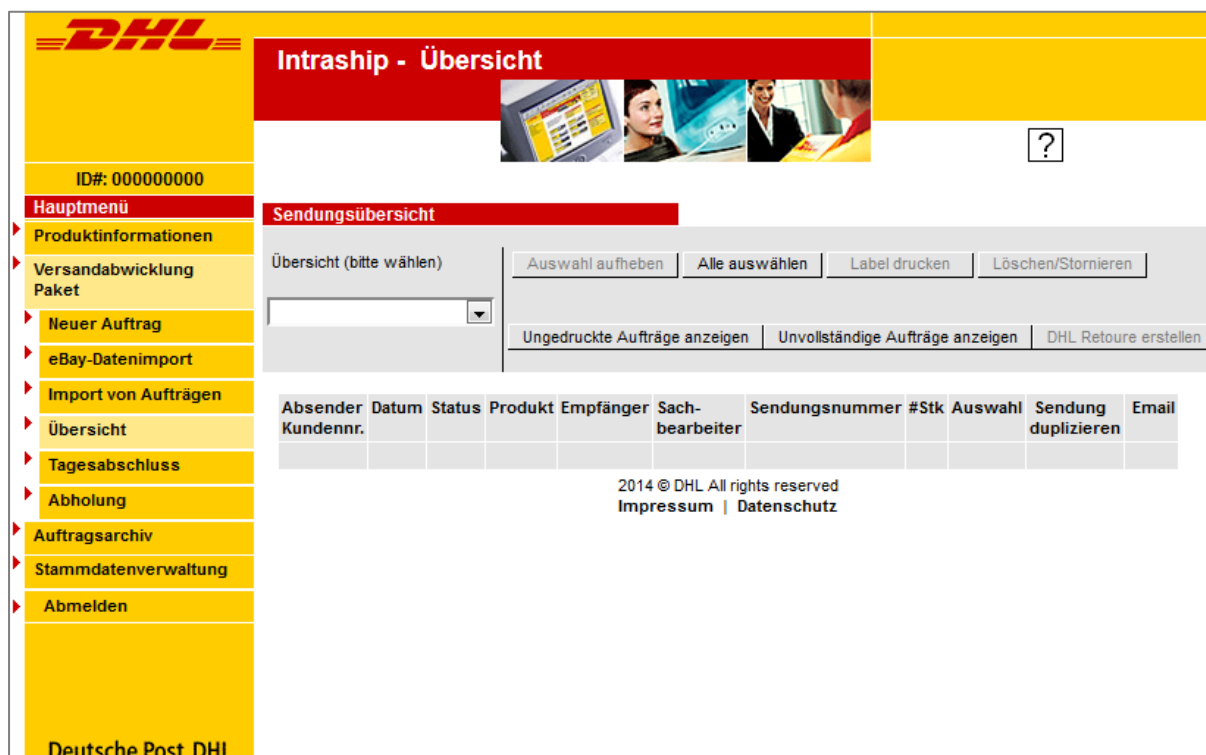 DHL
Intraship - Übersicht
?
ID#: 000000000
Hauptmenü
Produktinformationen
Versandabwicklung
Paket
Neuer Auftrag
eBay-Datenimport
Import von Aufträgen
Übersicht
Tagesabschluss
Abholung
Auftragsarchiv
Stammdatenverwaltung
Abmelden
Deutsche Post DHL
Sendungsübersicht
Übersicht (bitte wählen)
Auswahl aufheben Alle auswählen Label drucken Löschen/Stornieren
Ungedruckte Aufträge anzeigen Unvollständige Aufträge anzeigen DHL Retoure erstellen
Absender Datum Status Produkt Empfänger Sach- Sendungsnummer #Stk Auswahl Sendung Email
Kundennr. bearbeiter duplizieren
2014 © DHL All rights reserved
Impressum | Datenschutz